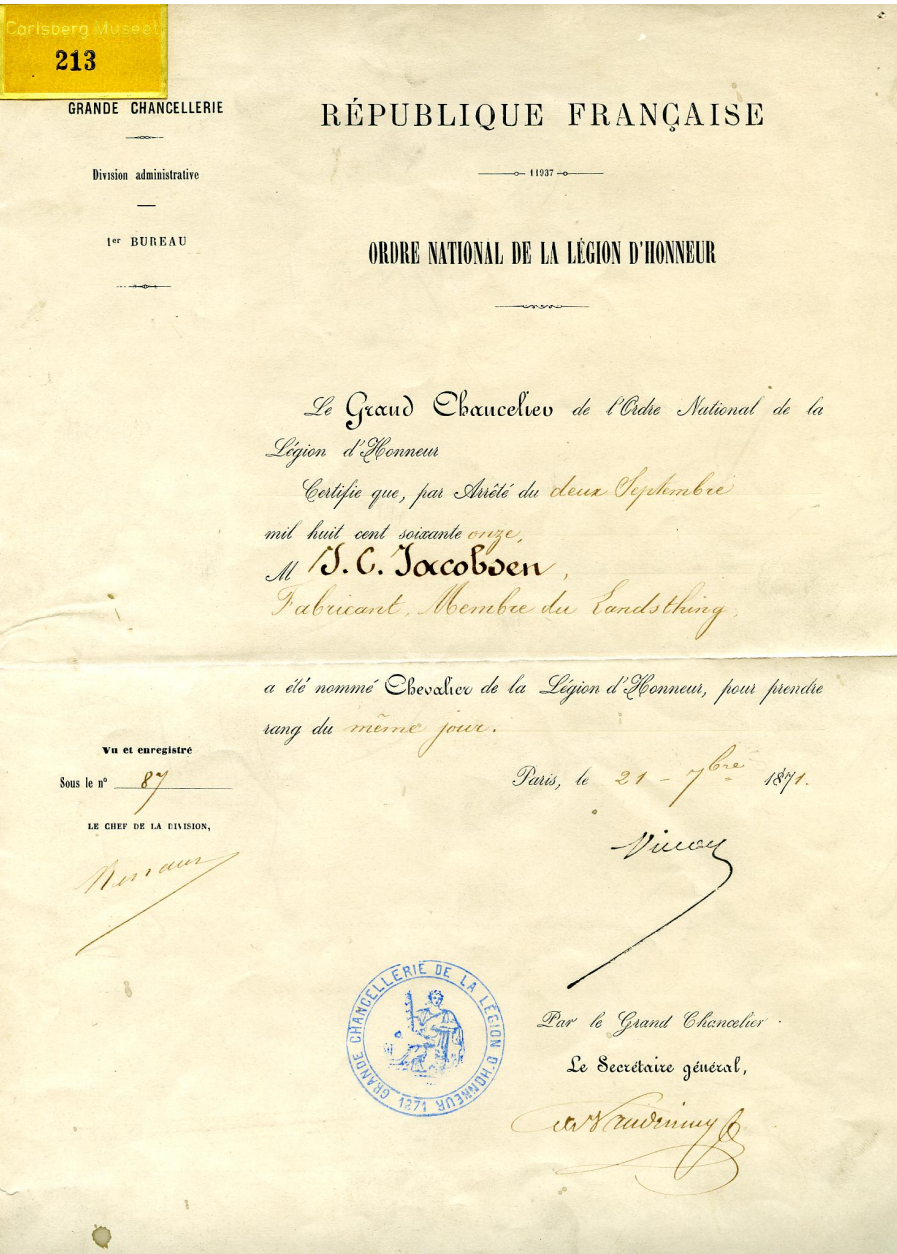 Carlsberg Museet
213
GRANDE CHANCELLERIE
Division administrative
1er BUREAU
RÉPUBLIQUE FRANÇAISE
11937
ORDRE NATIONAL DE LA LÉGION D'HONNEUR
Le Grand Chancelier de l'Ordre National de la
Légion d'Honneur
Certifie que, par Arrêté du deux Septembre
mil huit cent soixante onze,
M J. C. Jacobsen,
Fabricant, Membre du Landsthing,
a été nommé Chevalier de la Légion d'Honneur, pour prendre
rang du même jour.
Paris, le 21 - 7bre 1871.
Vu et enregistré
Sous le n° 87
LE CHEF DE LA DIVISION,
Vinoy
GRANDE CHANCELLERIE DE LA LÉGION D'HONNEUR
1871
Par le Grand Chancelier
Le Secrétaire général,